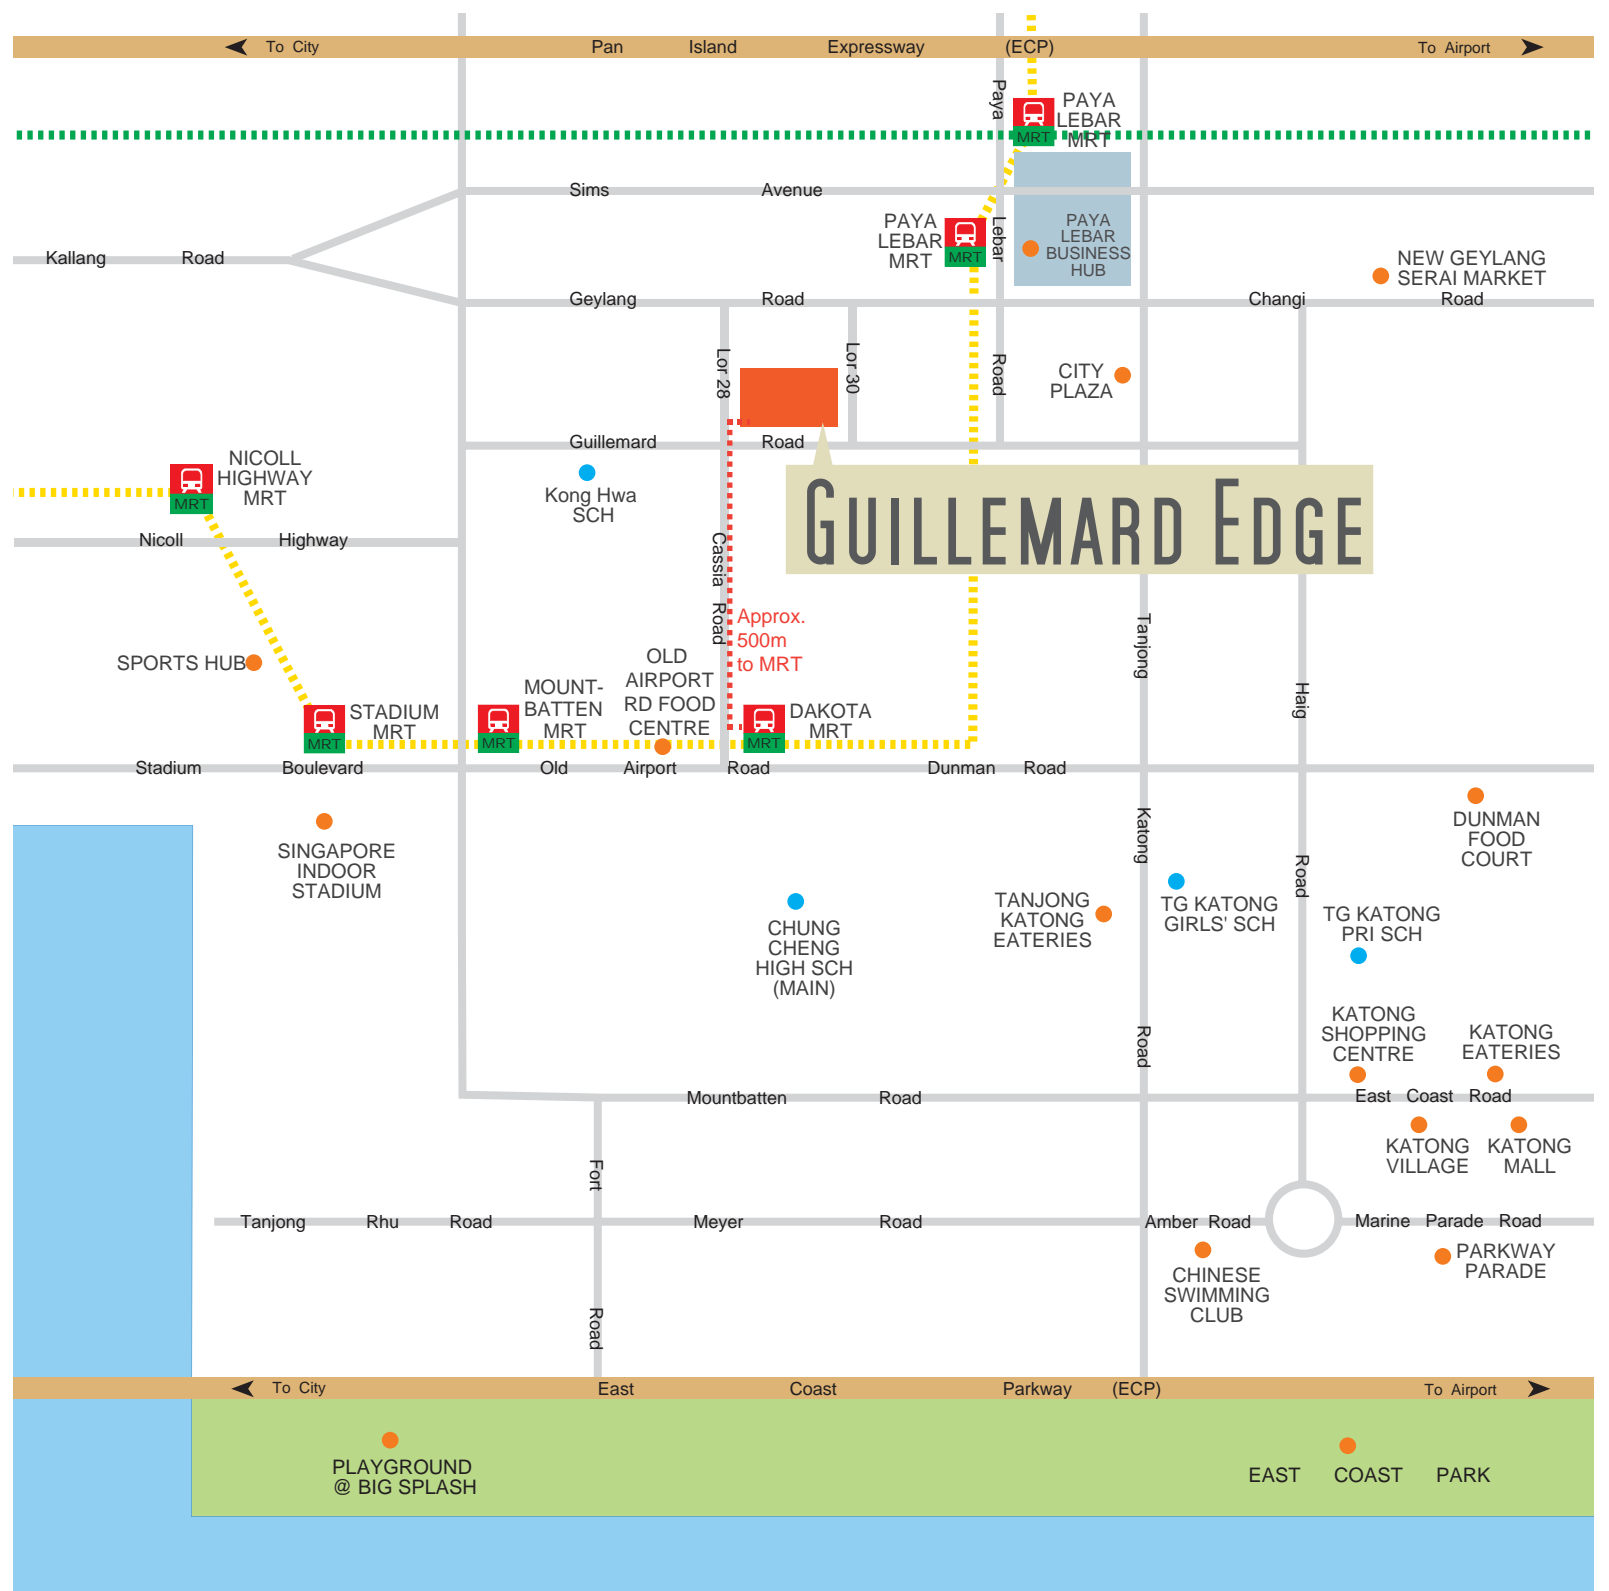 To City
Pan Island Expressway (ECP)
To Airport
PAYA
LEBAR
MRT
MRT
Paya Lebar Road
Sims Avenue
PAYA
LEBAR
MRT
MRT
PAYA
LEBAR
BUSINESS
HUB
Kallang Road
NEW GEYLANG
SERAI MARKET
Geylang Road
Changi Road
Lor 28
Lor 30
CITY
PLAZA
Guillemard Road
NICOLL
HIGHWAY
MRT
MRT
Kong Hwa
SCH
GUILLEMARD EDGE
Nicoll Highway
Cassia Road
Approx.
500m
to MRT
Tanjong Katong Road
Haig Road
SPORTS HUB
OLD
AIRPORT
RD FOOD
CENTRE
STADIUM
MRT
MRT
MOUNT-
BATTEN
MRT
MRT
DAKOTA
MRT
MRT
Stadium Boulevard
Old Airport Road
Dunman Road
SINGAPORE
INDOOR
STADIUM
DUNMAN
FOOD
COURT
CHUNG
CHENG
HIGH SCH
(MAIN)
TANJONG
KATONG
EATERIES
TG KATONG
GIRLS' SCH
TG KATONG
PRI SCH
KATONG
SHOPPING
CENTRE
KATONG
EATERIES
Mountbatten Road
East Coast Road
KATONG
VILLAGE
KATONG
MALL
Fort Road
Tanjong Rhu Road
Meyer Road
Amber Road
Marine Parade Road
CHINESE
SWIMMING
CLUB
PARKWAY
PARADE
To City
East Coast Parkway (ECP)
To Airport
PLAYGROUND
@ BIG SPLASH
EAST COAST PARK